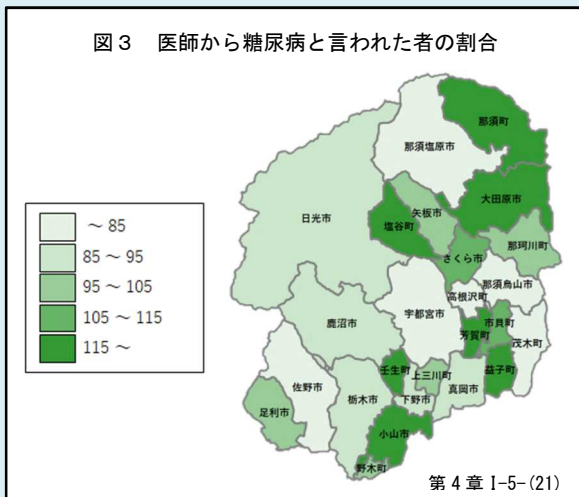 図3 医師から糖尿病と言われた者の割合
那須町
那須塩原市
大田原市
日光市
矢板市
塩谷町
那珂川町
さくら市
～85
85～95
95～105
105～115
115～
那須烏山市
高根沢町
宇都宮市
市貝町
芳賀町
茂木町
鹿沼市
壬生町
上三川町
益子町
真岡市
佐野市
栃木市
下野市
足利市
小山市
野木町
第4章 I-5-(21)